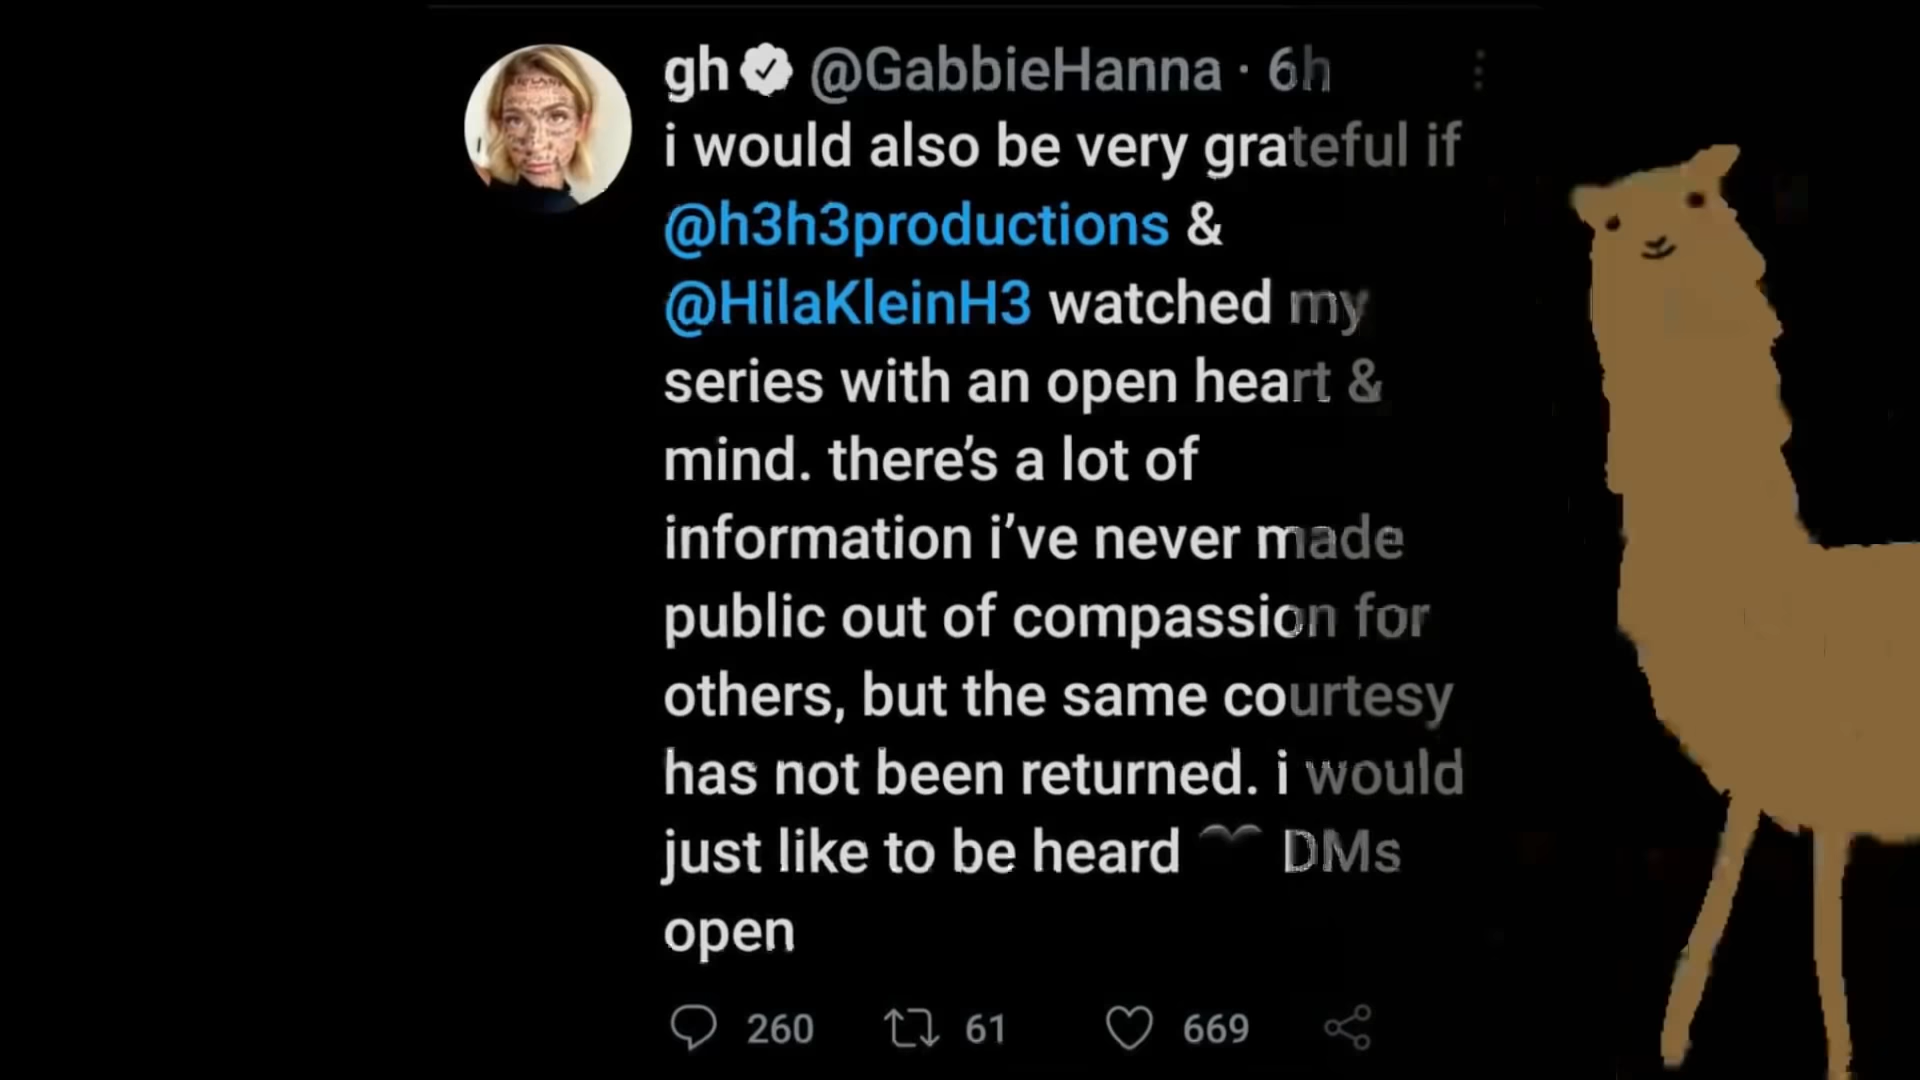 gh @GabbieHanna · 6h
i would also be very grateful if
@h3h3productions &
@HilaKleinH3 watched my
series with an open heart &
mind. there's a lot of
information i've never made
public out of compassion for
others, but the same courtesy
has not been returned. i would
just like to be heard DMs
open
260 61 669